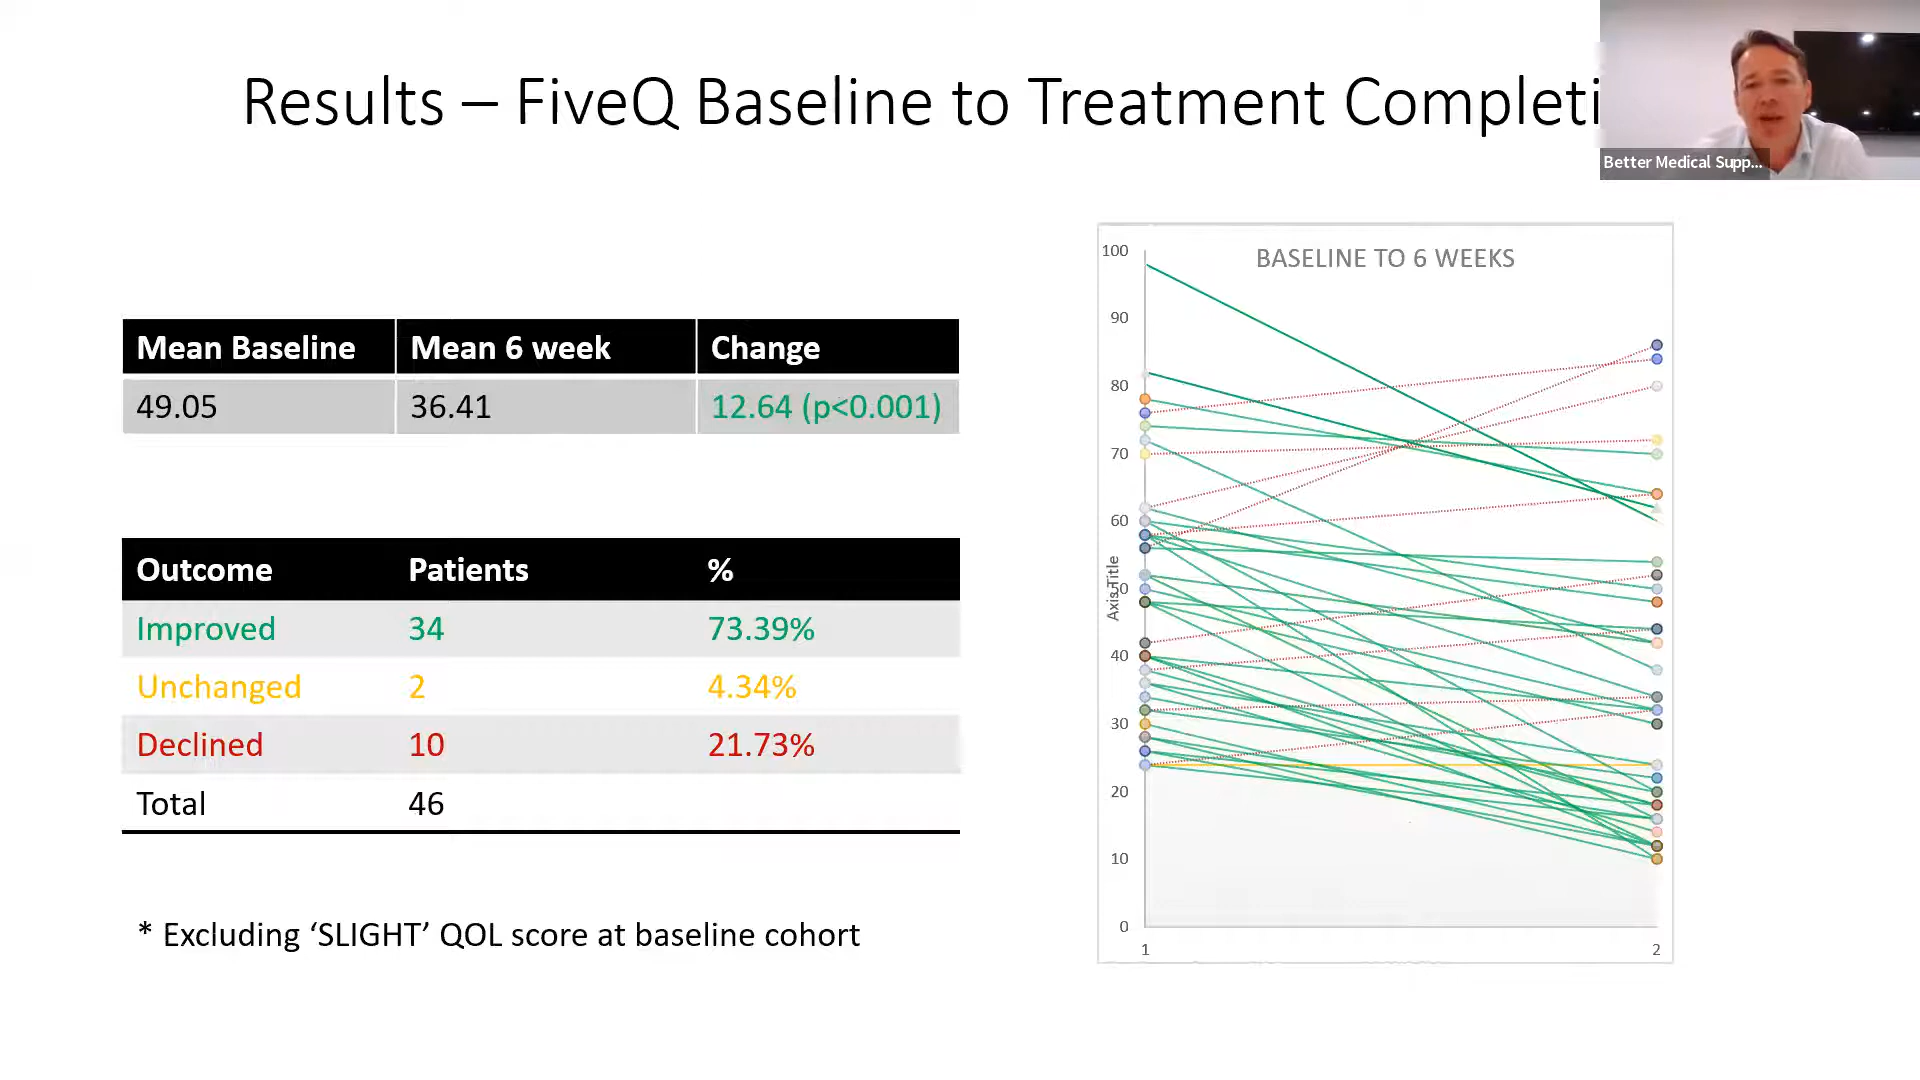 Results – FiveQ Baseline to Treatment Completi
Better Medical Supp...
Mean Baseline Mean 6 week Change
49.05 36.41 12.64 (p<0.001)
Outcome Patients %
Improved 34 73.39%
Unchanged 2 4.34%
Declined 10 21.73%
Total 46
* Excluding ‘SLIGHT’ QOL score at baseline cohort
BASELINE TO 6 WEEKS
Axis Title
100
90
80
70
60
50
40
30
20
10
0
1 2